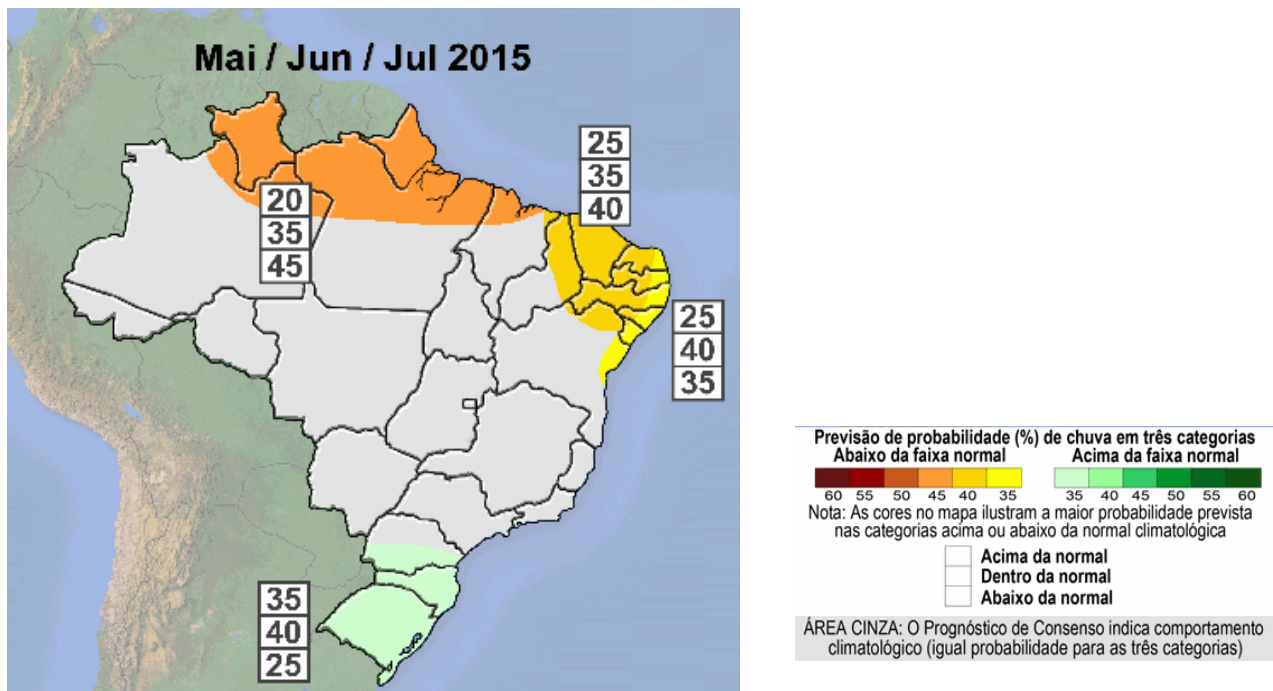 Mai / Jun / Jul 2015
25
35
40
20
35
45
25
40
35
35
40
25
Previsão de probabilidade (%) de chuva em três categorias
Abaixo da faixa normal Acima da faixa normal
60 55 50 45 40 35 35 40 45 50 55 60
Nota: As cores no mapa ilustram a maior probabilidade prevista
nas categorias acima ou abaixo da normal climatológica
Acima da normal
Dentro da normal
Abaixo da normal
ÁREA CINZA: O Prognóstico de Consenso indica comportamento
climatológico (igual probabilidade para as três categorias)